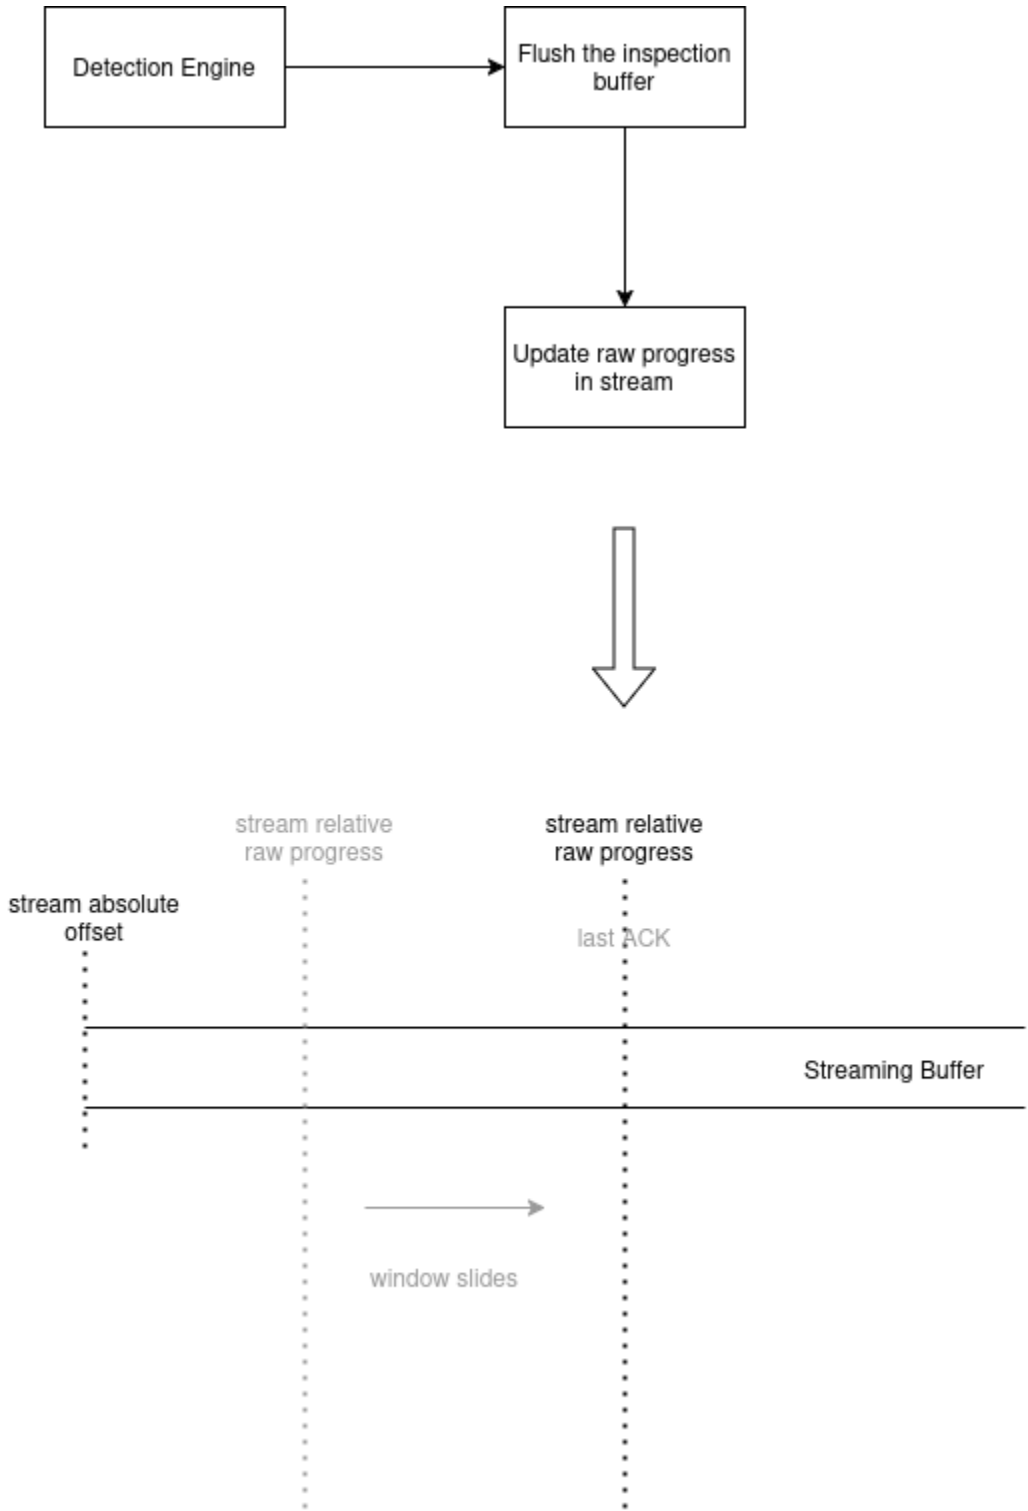 Detection Engine
Flush the inspection
buffer
Update raw progress
in stream
stream relative
raw progress
stream relative
raw progress
stream absolute
offset
last ACK
Streaming Buffer
window slides